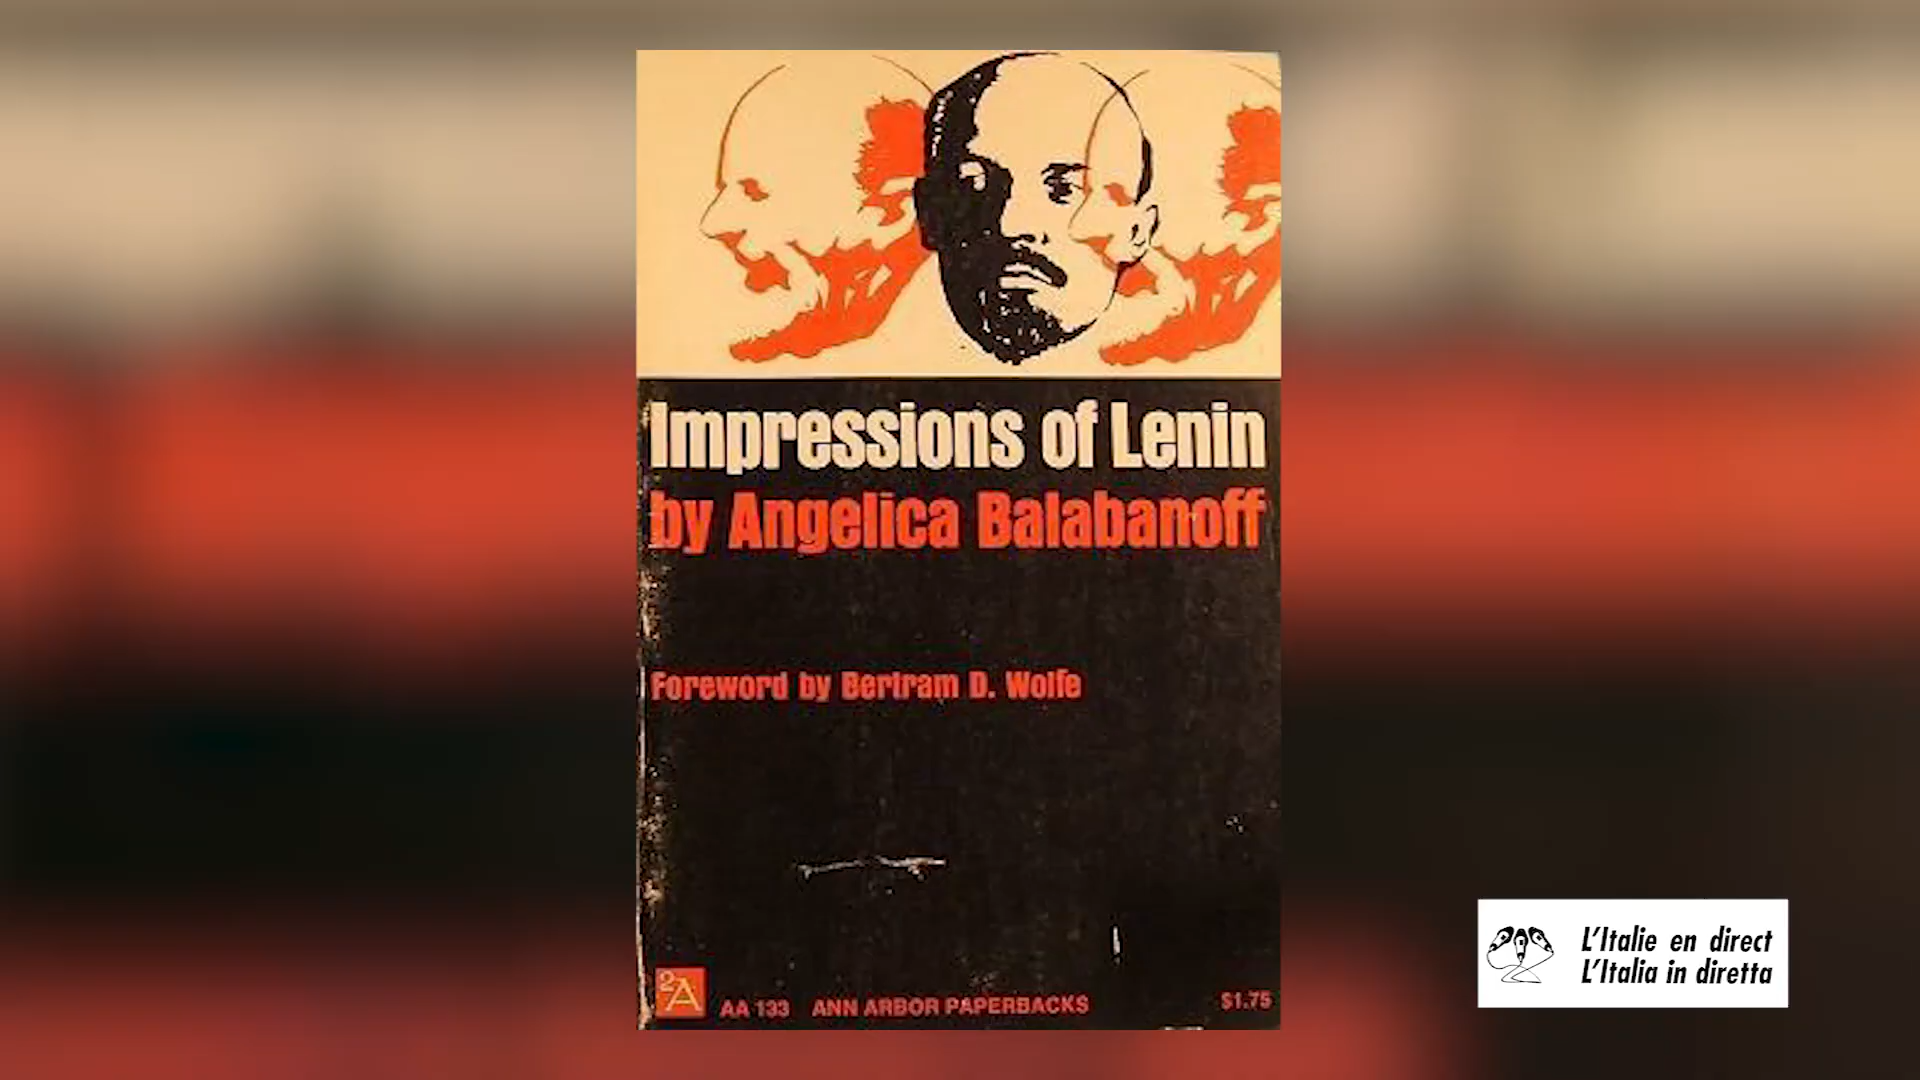 Impressions of Lenin
by Angelica Balabanoff
Foreword by Bertram D. Wolfe
2A
AA 133 ANN ARBOR PAPERBACKS
$1.75
L'Italie en direct
L'Italia in diretta